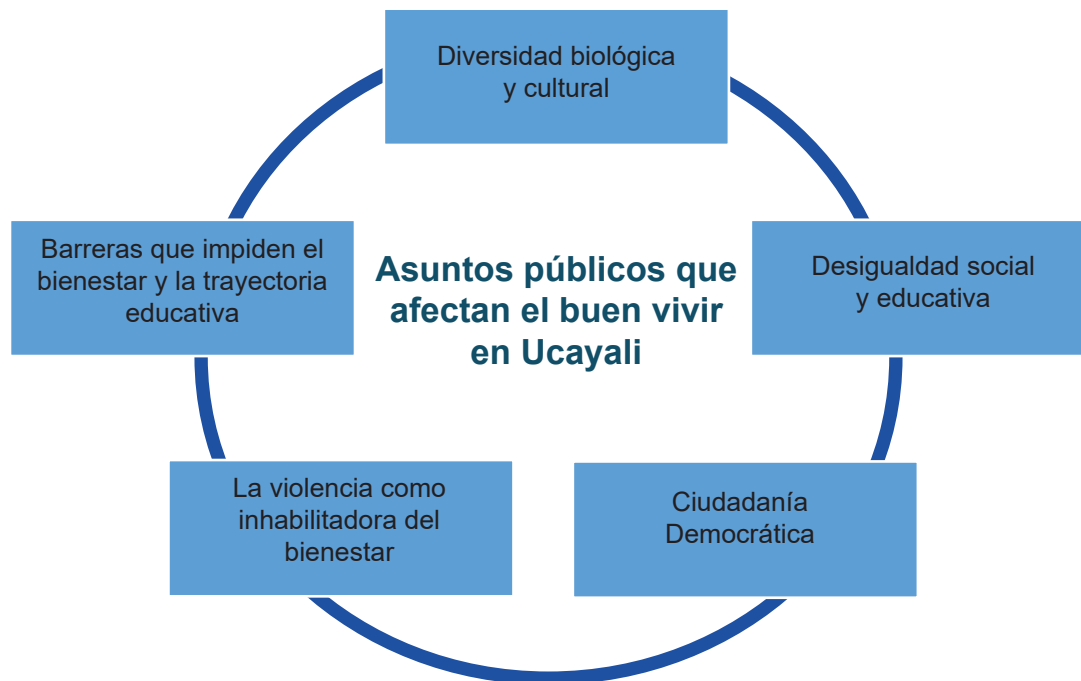 Diversidad biológica
y cultural
Barreras que impiden el
bienestar y la trayectoria
educativa
Asuntos públicos que
afectan el buen vivir
en Ucayali
Desigualdad social
y educativa
La violencia como
inhabilitadora del
bienestar
Ciudadanía
Democrática